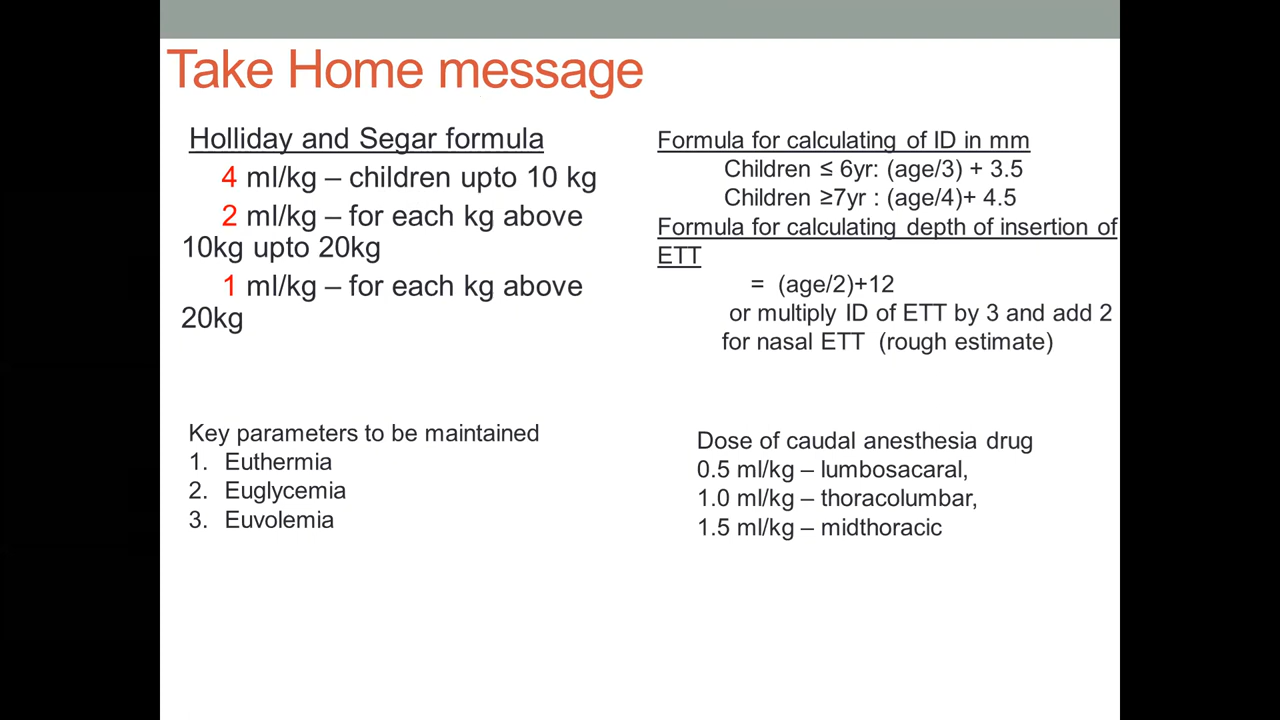 Take Home message
Holliday and Segar formula
4 ml/kg – children upto 10 kg
2 ml/kg – for each kg above
10kg upto 20kg
1 ml/kg – for each kg above
20kg
Formula for calculating of ID in mm
Children ≤ 6yr: (age/3) + 3.5
Children ≥7yr : (age/4)+ 4.5
Formula for calculating depth of insertion of
ETT
= (age/2)+12
or multiply ID of ETT by 3 and add 2
for nasal ETT (rough estimate)
Key parameters to be maintained
1. Euthermia
2. Euglycemia
3. Euvolemia
Dose of caudal anesthesia drug
0.5 ml/kg – lumbosacaral,
1.0 ml/kg – thoracolumbar,
1.5 ml/kg – midthoracic